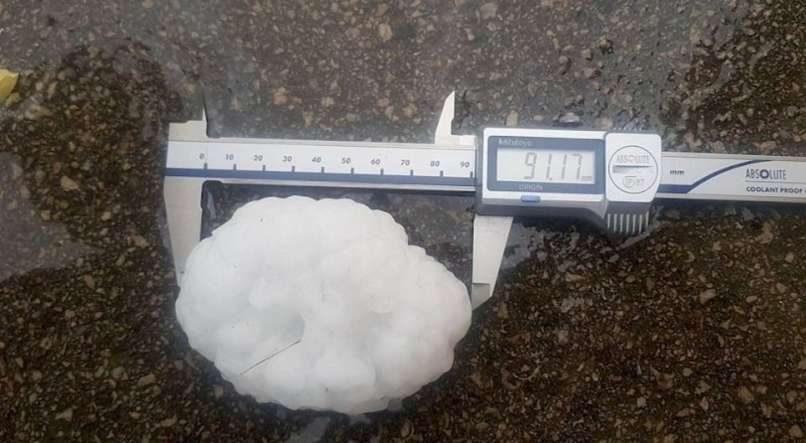 0 10 20 30 40 50 60 70 80 90
Mitutoyo
91.17 mm
ORIGIN
ABSOLUTE
mm
ABSOLUTE
COOLANT PROOF